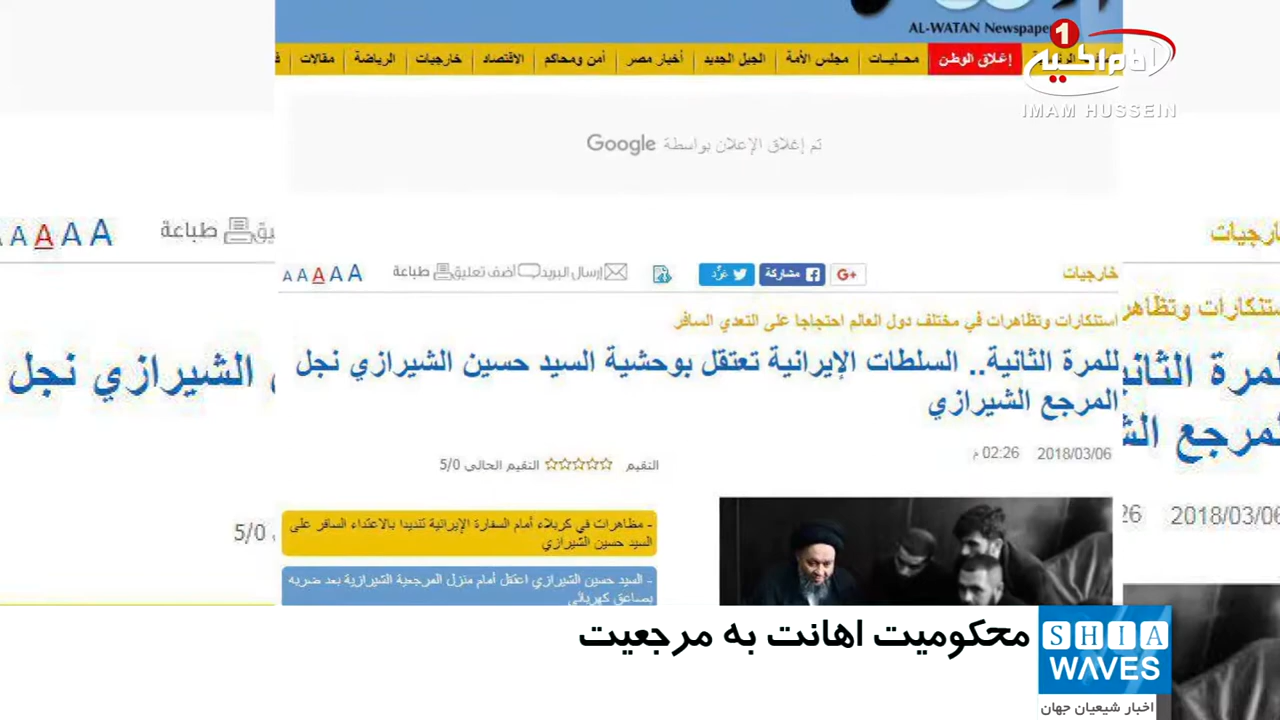 AL-WATAN Newspaper
1
IMAM HUSSEIN
إغلاق الوطن
محليات
مجلس الأمة
الجيل الجديد
أخبار مصر
أمن ومحاكم
الاقتصاد
خارجيات
الرياضة
مقالات
تم إغلاق الإعلان بواسطة Google
A A A A
طباعة
A A A A A
طباعة
أضف تعليق
إرسال البريد
غرِّد
مشاركة
G+
خارجيات
استنكارات وتظاهرات في مختلف دول العالم احتجاجا على التعدي السافر
للمرة الثانية.. السلطات الإيرانية تعتقل بوحشية السيد حسين الشيرازي نجل
المرجع الشيرازي
2018/03/06 02:26 م
التقيم التقيم الحالى 5/0
- مظاهرات في كربلاء أمام السفارة الإيرانية تنديدا بالاعتداء السافر على
السيد حسين الشيرازي
- السيد حسين الشيرازي اعتقل أمام منزل المرجعية الشيرازية بعد ضربه
بصاعق كهربائي
الشيرازي نجل
5/0
2018/03/06
محکومیت اهانت به مرجعیت
SHIA
WAVES
اخبار شیعیان جهان